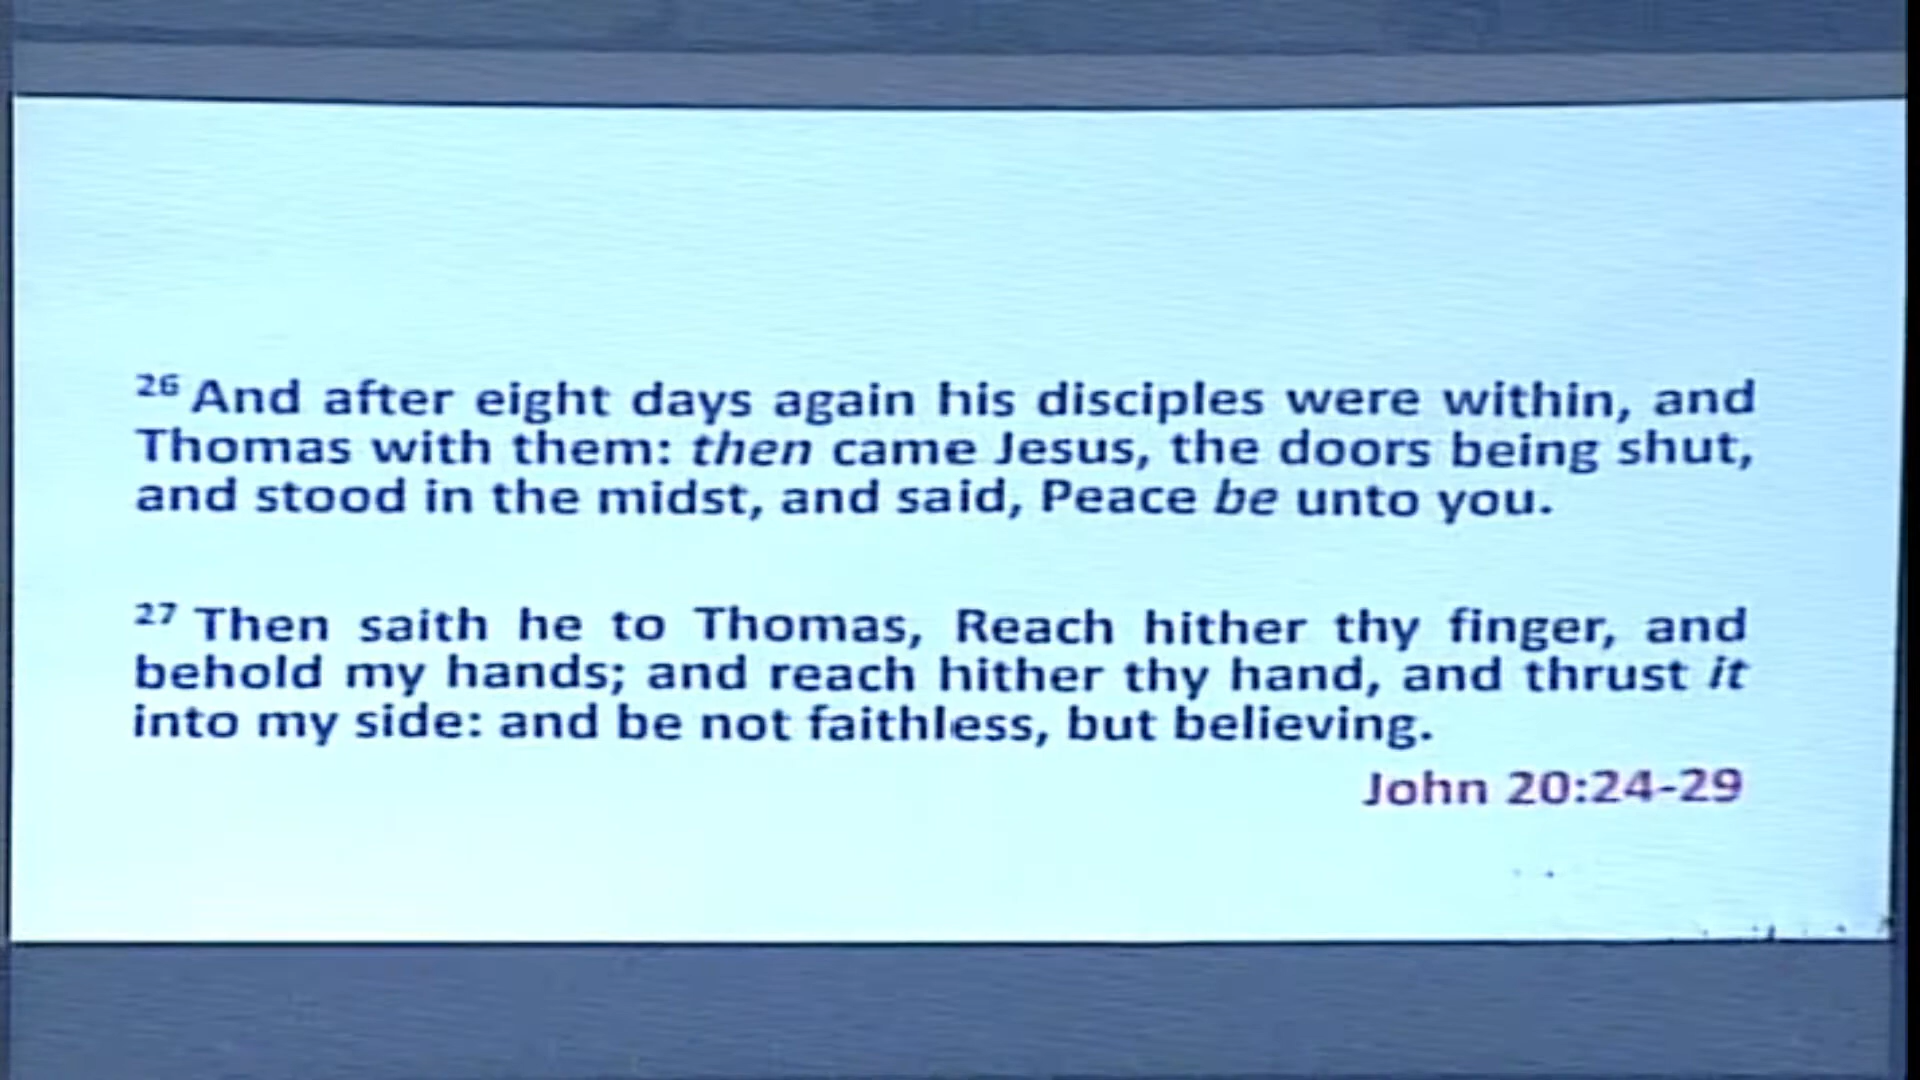 26 And after eight days again his disciples were within, and
Thomas with them: then came Jesus, the doors being shut,
and stood in the midst, and said, Peace be unto you.
27 Then saith he to Thomas, Reach hither thy finger, and
behold my hands; and reach hither thy hand, and thrust it
into my side: and be not faithless, but believing.
John 20:24-29